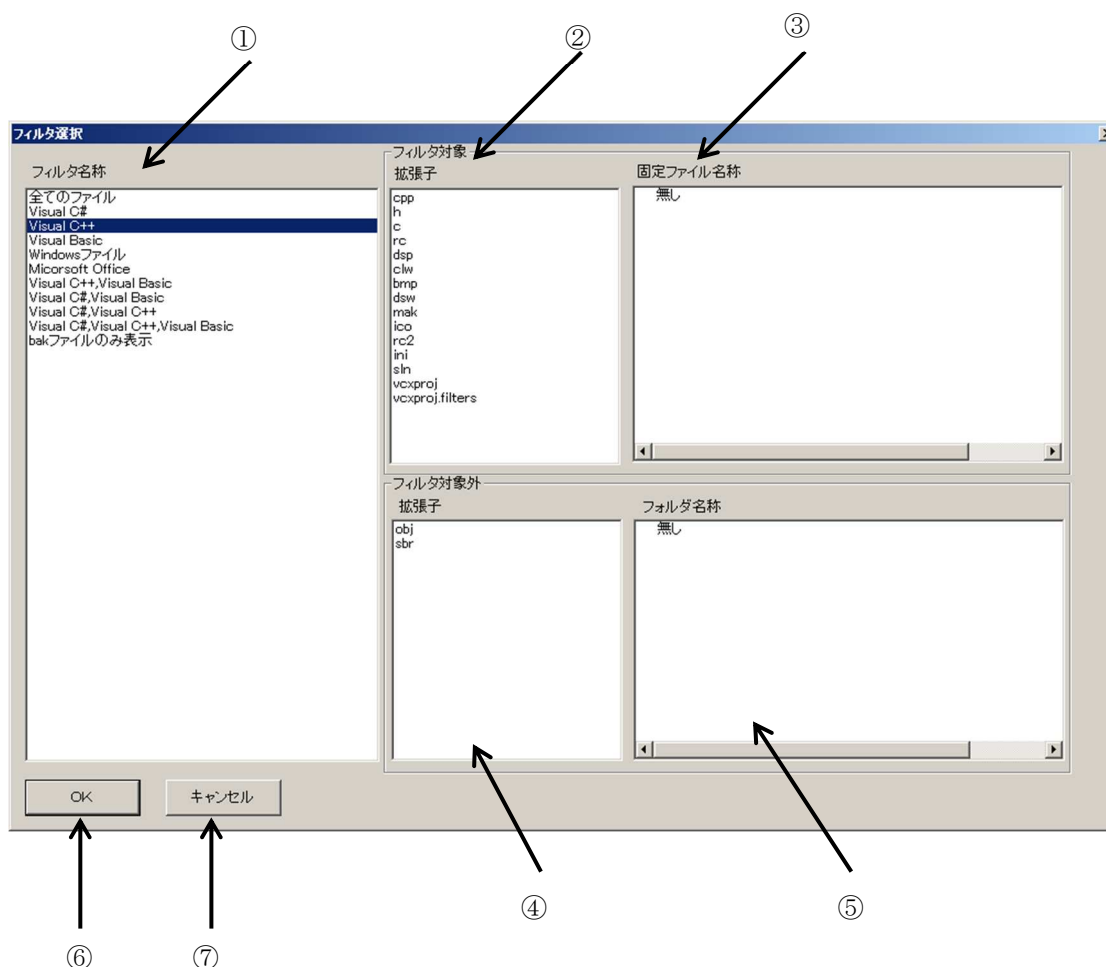 ① ② ③
フィルタ選択
フィルタ名称
全てのファイル
Visual C#
Visual C++
Visual Basic
Windowsファイル
Micorsoft Office
Visual C++,Visual Basic
Visual C#,Visual Basic
Visual C#,Visual C++
Visual C#,Visual C++,Visual Basic
bakファイルのみ表示
フィルタ対象
拡張子
cpp
h
c
rc
dsp
clw
bmp
dsw
mak
ico
rc2
ini
sln
vcxproj
vcxproj.filters
固定ファイル名称
無し
フィルタ対象外
拡張子
obj
sbr
フォルダ名称
無し
OK
キャンセル
④ ⑤
⑥ ⑦